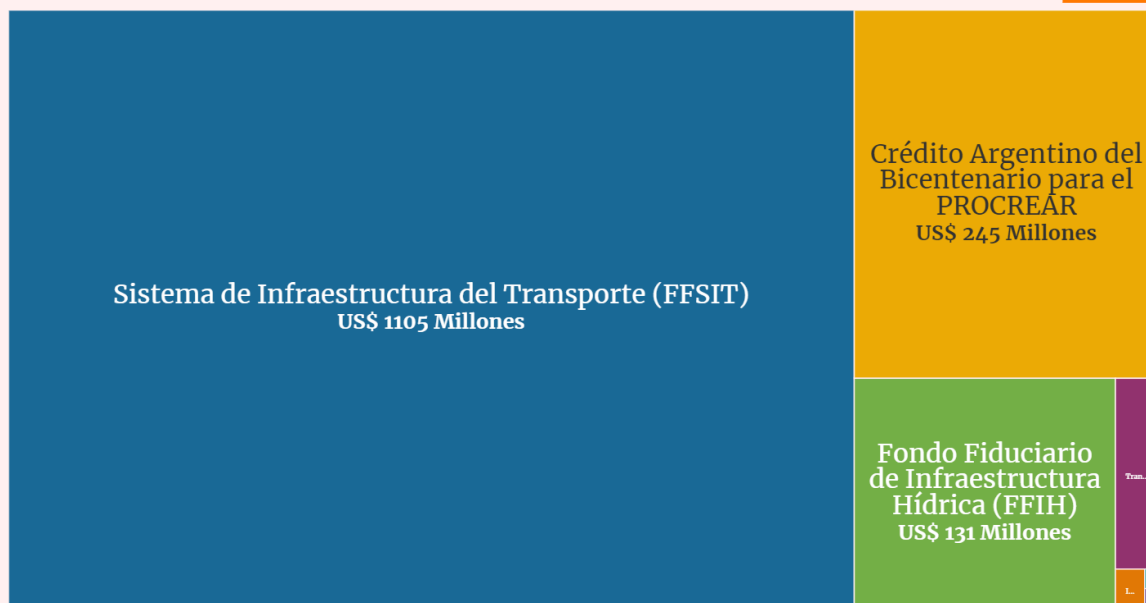 Sistema de Infraestructura del Transporte (FFSIT)
US$ 1105 Millones
Crédito Argentino del
Bicentenario para el
PROCREAR
US$ 245 Millones
Fondo Fiduciario
de Infraestructura
Hídrica (FFIH)
US$ 131 Millones
Tran...